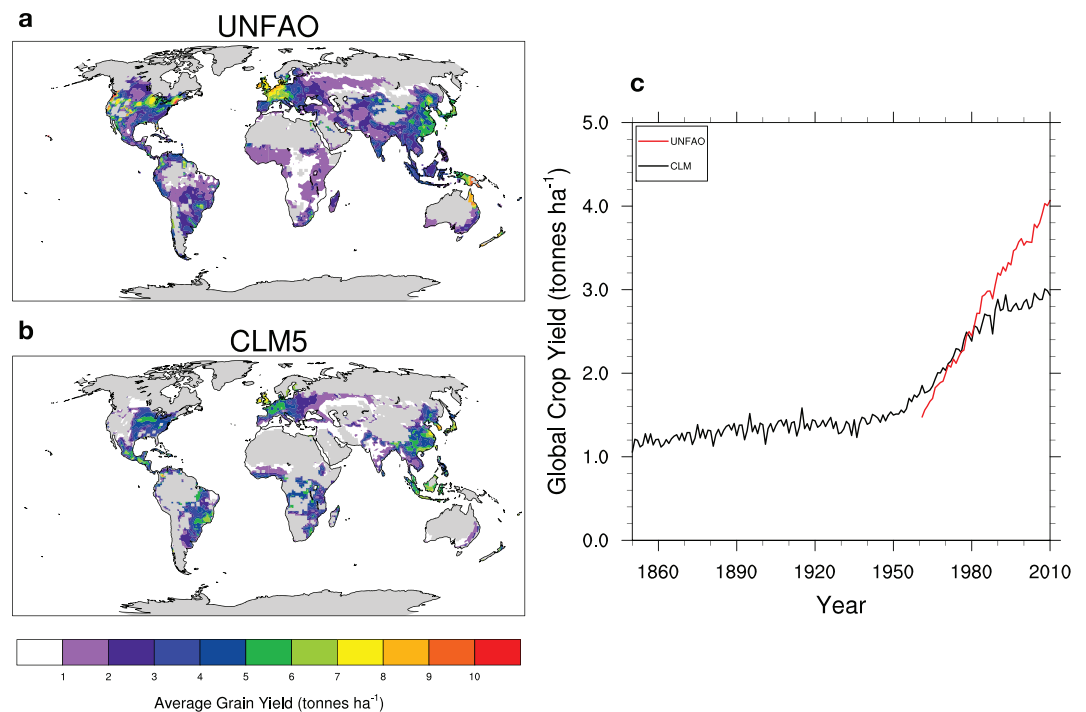 a
UNFAO
b
CLM5
1 2 3 4 5 6 7 8 9 10
Average Grain Yield (tonnes ha⁻¹)
c
Global Crop Yield (tonnes ha⁻¹)
5.0
4.0
3.0
2.0
1.0
0.0
UNFAO
CLM
1860 1890 1920 1950 1980 2010
Year